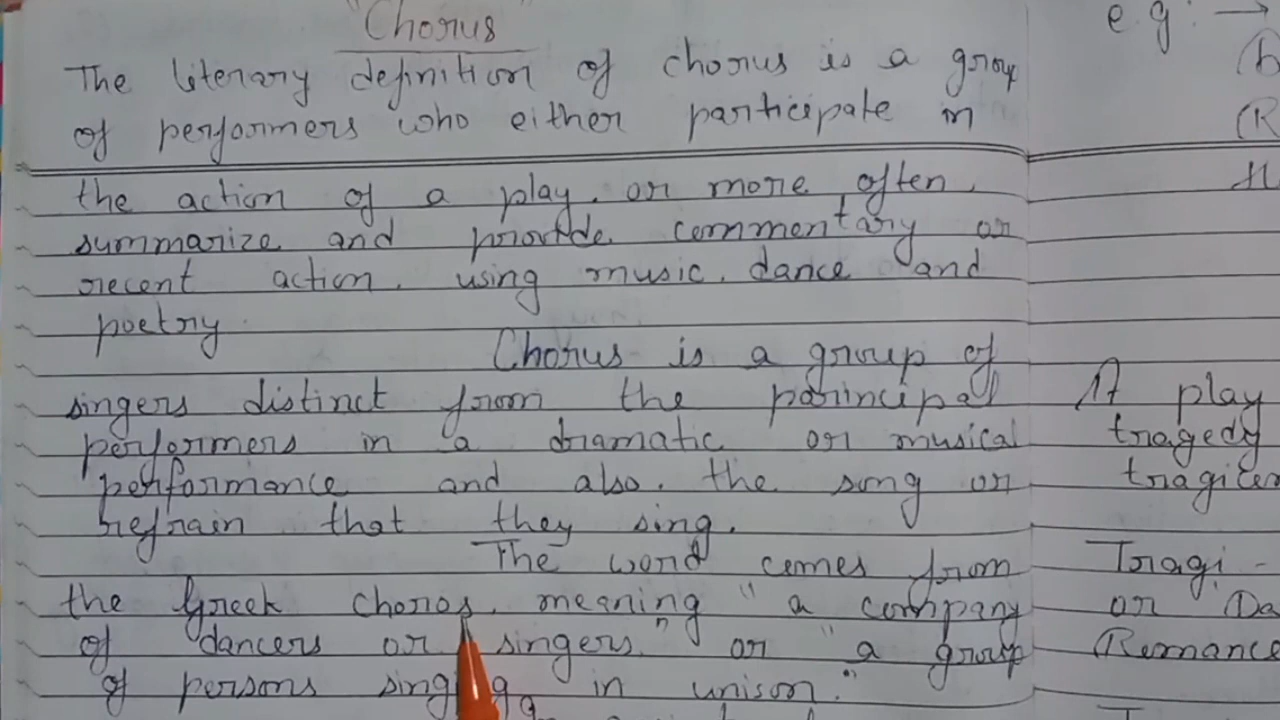 "Chorus"
The literary definition of chorus is a group
of performers who either participate in
the action of a play. or more often.
summarize and provide commentary on
recent action. using music. dance and
poetry.
Chorus is a group of
singers distinct from the parincipal
performers in a dramatic or musical
performance and also. the song or
refrain that they sing.
The word comes from
the Greek choros. meaning "a company
of dancers or singers" or "a group
of persons singing in unison."
e.g: →
(b
(R
A play
tragedy
Tragi-
or
Romance